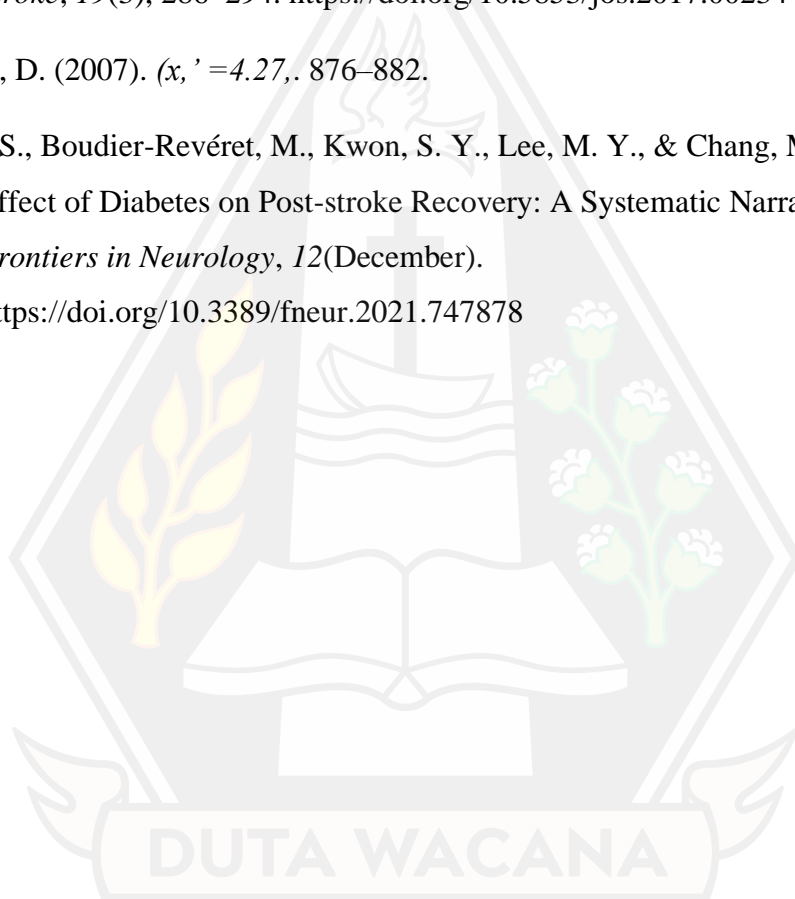 roke, 19(3), 286–294. https://doi.org/10.5853/jos.2017.00234
, D. (2007). (x,’ =4.27,. 876–882.
S., Boudier-Revéret, M., Kwon, S. Y., Lee, M. Y., & Chang, M
ffect of Diabetes on Post-stroke Recovery: A Systematic Narra
rontiers in Neurology, 12(December).
ttps://doi.org/10.3389/fneur.2021.747878
DUTA WACANA